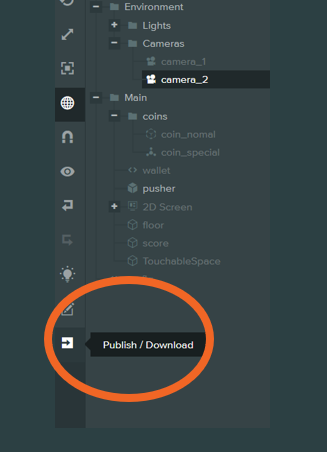 Environment
Lights
Cameras
camera_1
camera_2
Main
coins
coin_nomal
coin_special
wallet
pusher
2D Screen
floor
score
TouchableSpace
Publish / Download